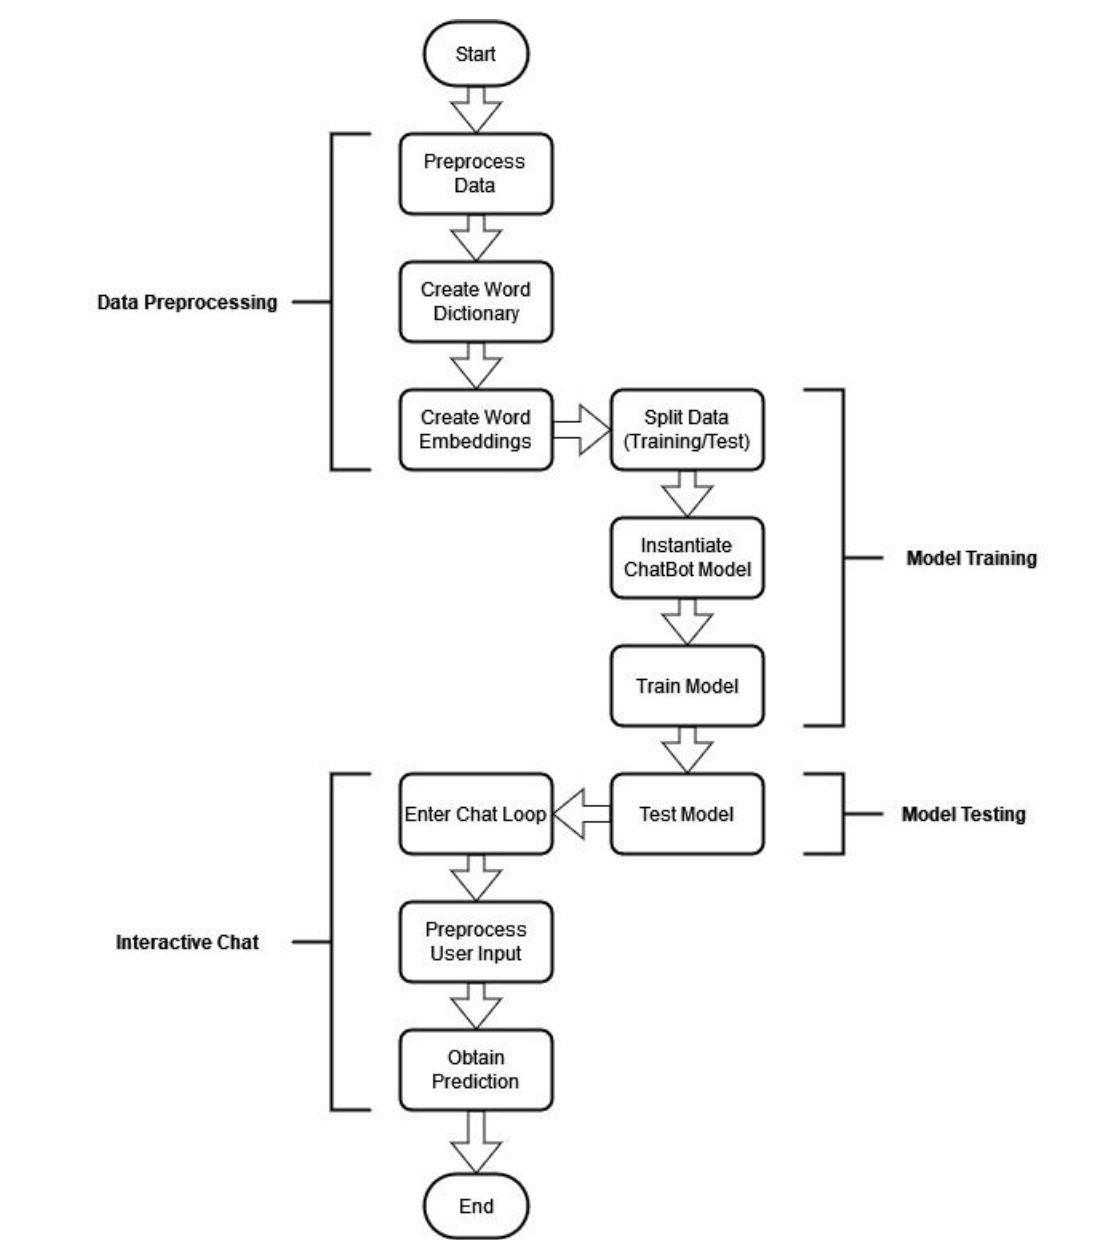 Start
Preprocess
Data
Data Preprocessing
Create Word
Dictionary
Create Word
Embeddings
Split Data
(Training/Test)
Instantiate
ChatBot Model
Model Training
Train Model
Enter Chat Loop
Test Model
Model Testing
Preprocess
User Input
Interactive Chat
Obtain
Prediction
End